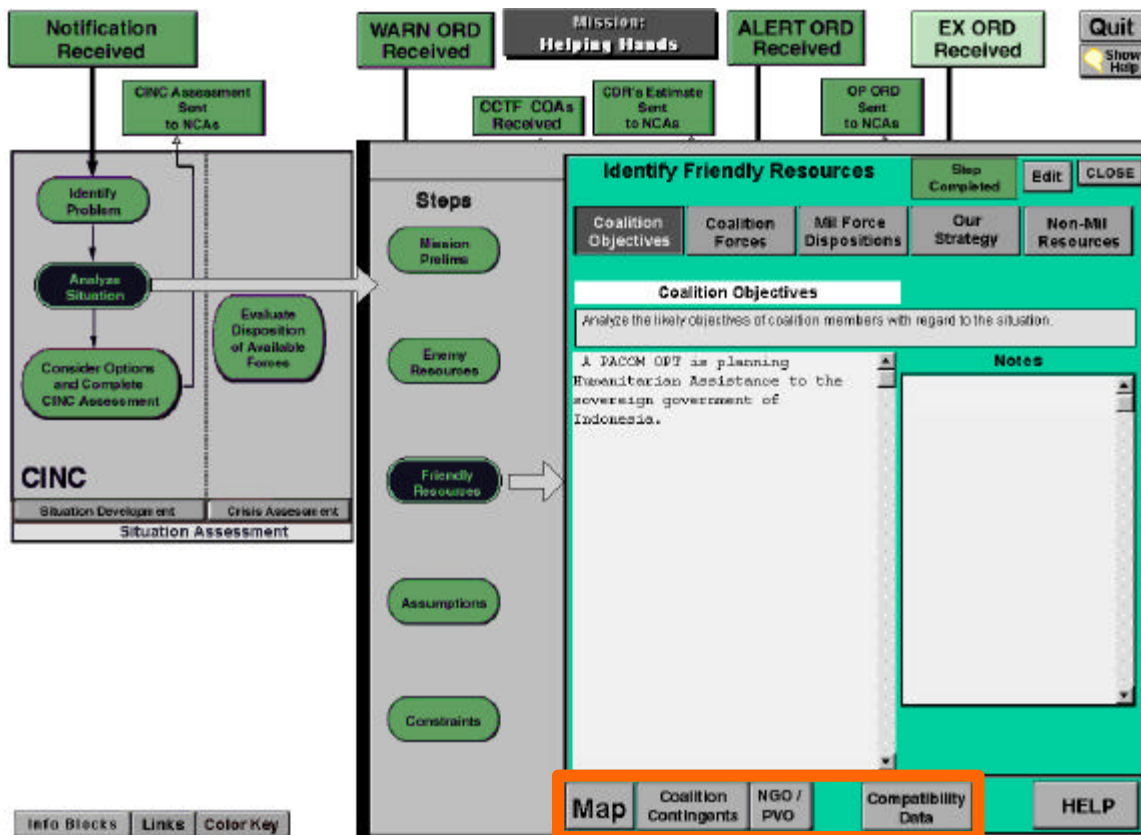 Notification
Received
WARN ORD
Received
Mission:
Helping Hands
ALERT ORD
Received
EX ORD
Received
Quit
Show
Help
CINC Assessment
Sent
to NCAs
CCTF COAs
Received
CDR's Estimate
Sent
to NCAs
OP ORD
Sent
to NCAs
Identify
Problem
Analyze
Situation
Consider Options
and Complete
CINC Assessment
Evaluate
Disposition
of Available
Forces
CINC
Situation Development
Crisis Assessment
Situation Assessment
Steps
Mission
Prelims
Enemy
Resources
Friendly
Resources
Assumptions
Constraints
Identify Friendly Resources
Step
Completed
Edit
CLOSE
Coalition
Objectives
Coalition
Forces
Mil Force
Dispositions
Our
Strategy
Non-Mil
Resources
Coalition Objectives
Analyze the likely objectives of coalition members with regard to the situation.
A PACOM OPT is planning
Humanitarian Assistance to the
sovereign government of
Indonesia.
Notes
Map
Coalition
Contingents
NGO /
PVO
Compatibility
Data
HELP
Info Blocks
Links
Color Key